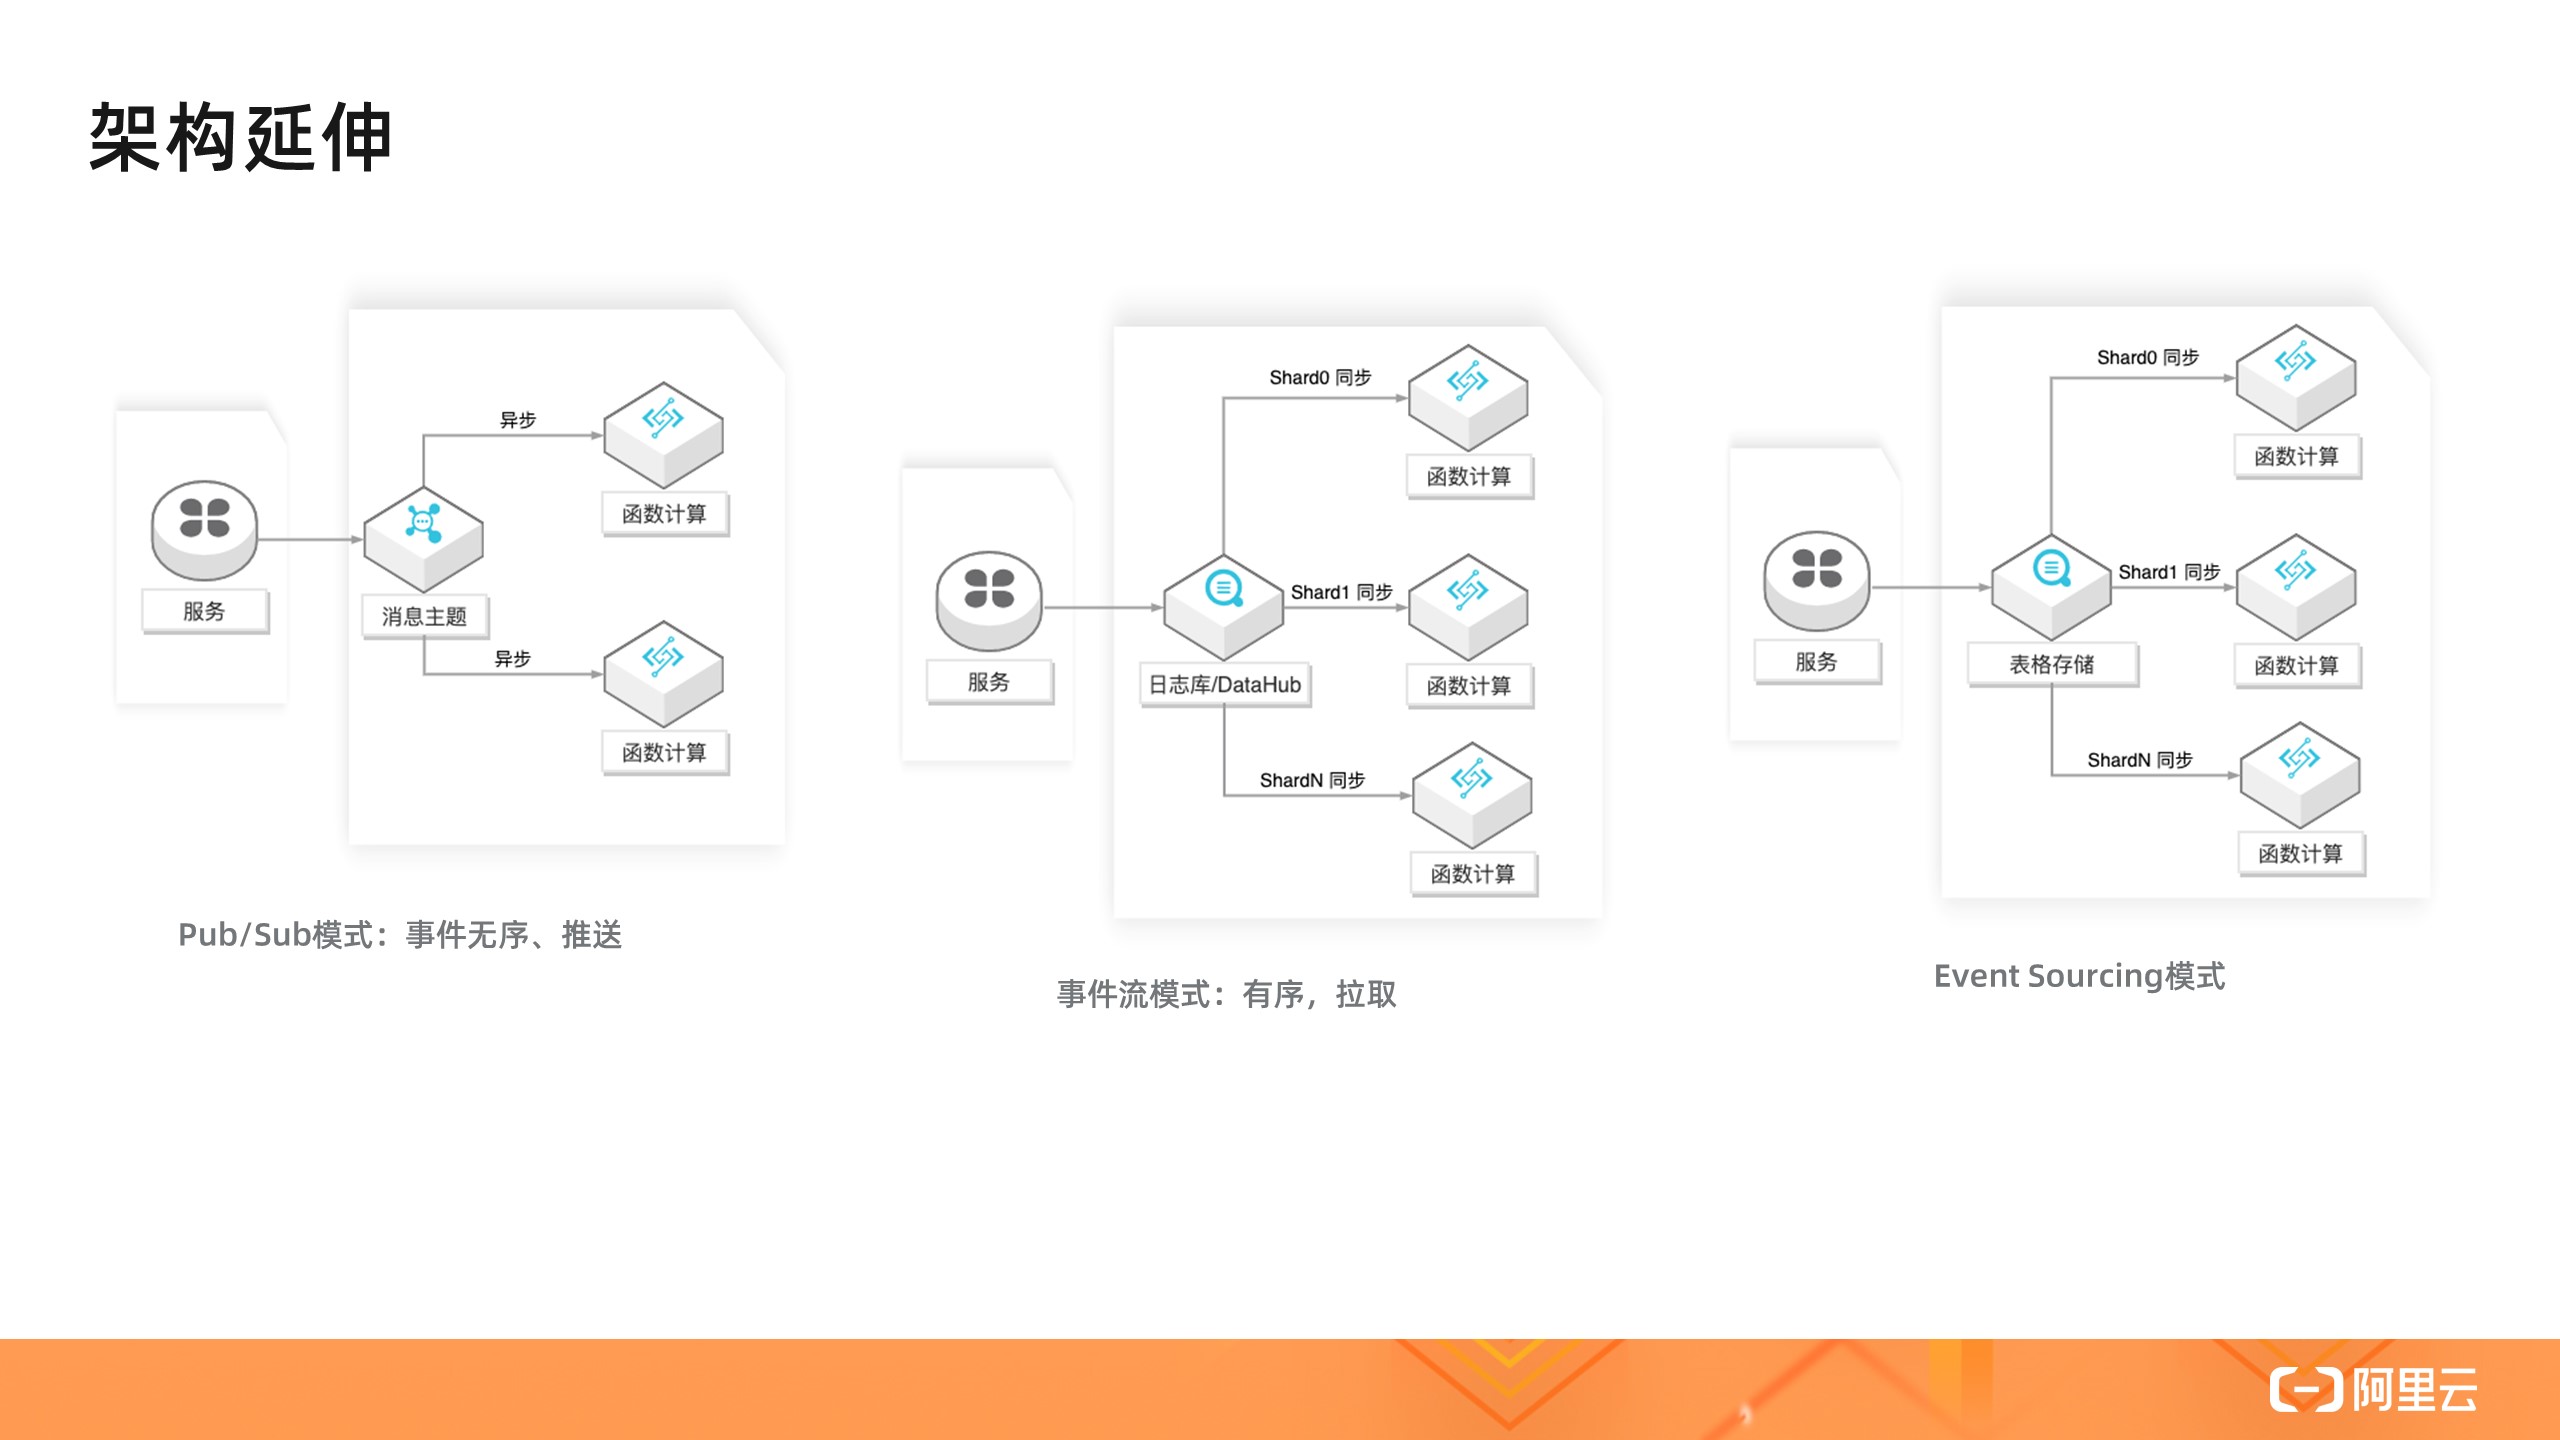 架构延伸
服务
消息主题
异步
函数计算
异步
函数计算
Pub/Sub模式：事件无序、推送
服务
日志库/DataHub
Shard0 同步
函数计算
Shard1 同步
函数计算
ShardN 同步
函数计算
事件流模式：有序，拉取
服务
表格存储
Shard0 同步
函数计算
Shard1 同步
函数计算
ShardN 同步
函数计算
Event Sourcing模式
阿里云